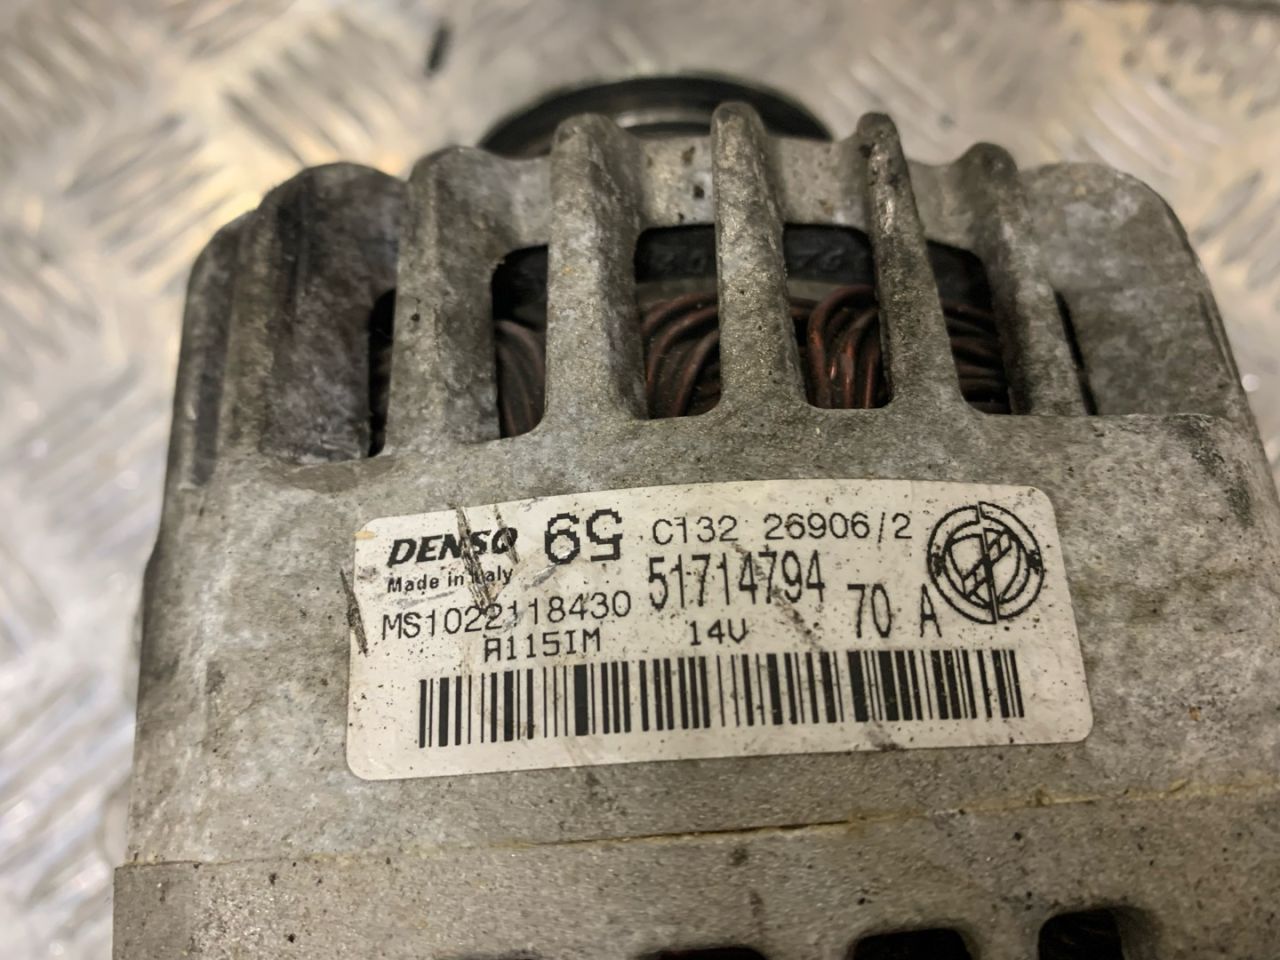 DENSO 59 C132 26906/2
Made in Italy 51714794
MS1022118430 70 A
A115IM 14V